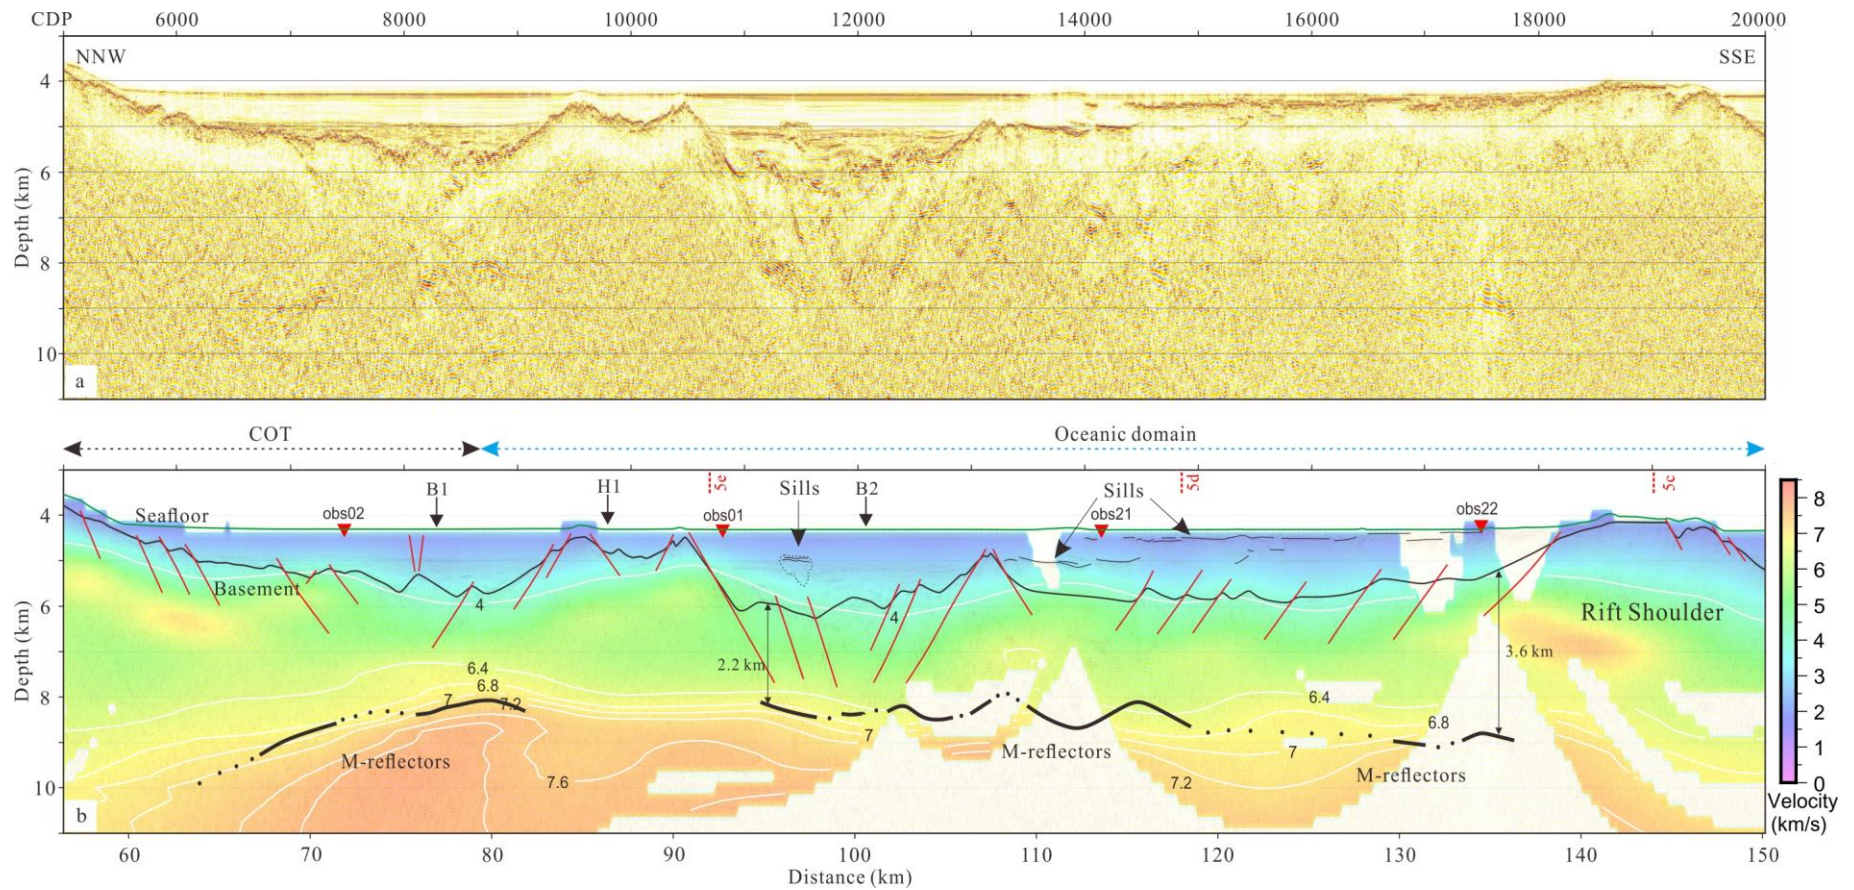 CDP 6000 8000 10000 12000 14000 16000 18000 20000
NNW SSE
4
6
8
10
Depth (km)
a
COT Oceanic domain
B1 H1 5e Sills B2 Sills 5d 5c
4
6
8
10
Depth (km)
Seafloor obs02 obs01 obs21 obs22
Basement 4 4 Rift Shoulder
2.2 km 3.6 km
6.4 6.4
6.8 6.8
7 7.2 7 7
M-reflectors M-reflectors M-reflectors
7.6 7.2
b
60 70 80 90 100 110 120 130 140 150
Distance (km)
8
7
6
5
4
3
2
1
0
Velocity
(km/s)